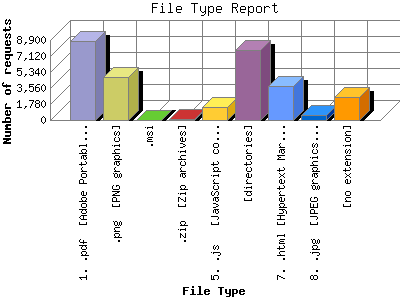 File Type Report
Number of requests
8,900
7,120
5,340
3,560
1,780
0
1. .pdf [Adobe Portabl...
.png [PNG graphics]
.msi
.zip [Zip archives]
5. .js [JavaScript co...
[directories]
7. .html [Hypertext Mar...
8. .jpg [JPEG graphics...
[no extension]
File Type